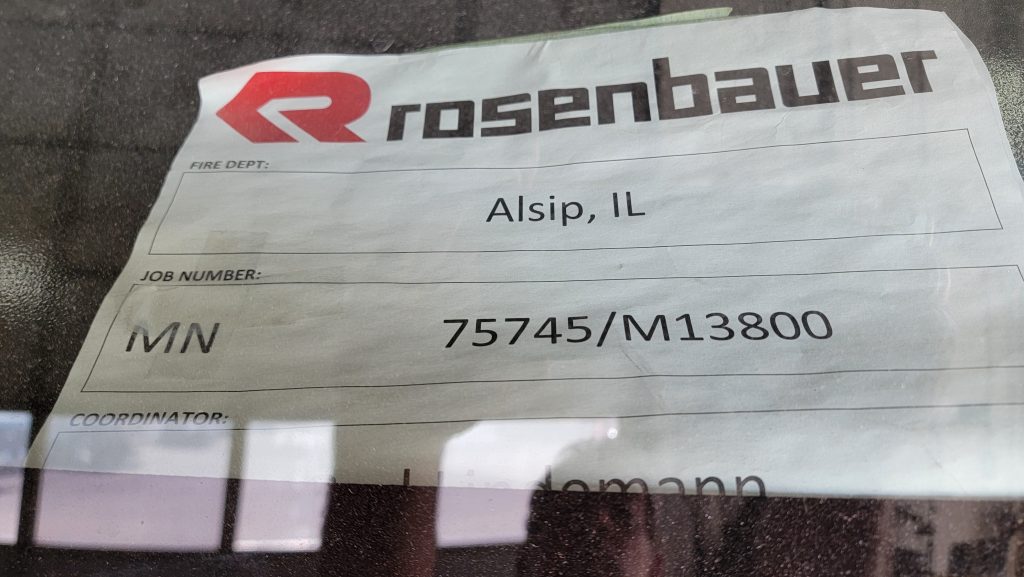 rosenbauer
FIRE DEPT:
Alsip, IL
JOB NUMBER:
MN 75745/M13800
COORDINATOR: